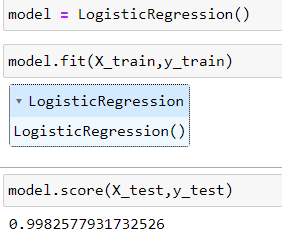 model = LogisticRegression()
model.fit(X_train,y_train)
▾ LogisticRegression
LogisticRegression()
model.score(X_test,y_test)
0.9982577931732526